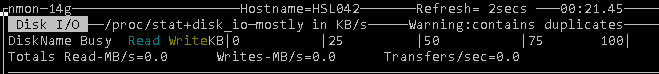 nmon-14g Hostname=HSL042 Refresh= 2secs 00:21.45
Disk I/O /proc/stat+disk_io—mostly in KB/s Warning:contains duplicates
DiskName Busy Read WriteKB|0 |25 |50 |75 100|
Totals Read-MB/s=0.0 Writes-MB/s=0.0 Transfers/sec=0.0